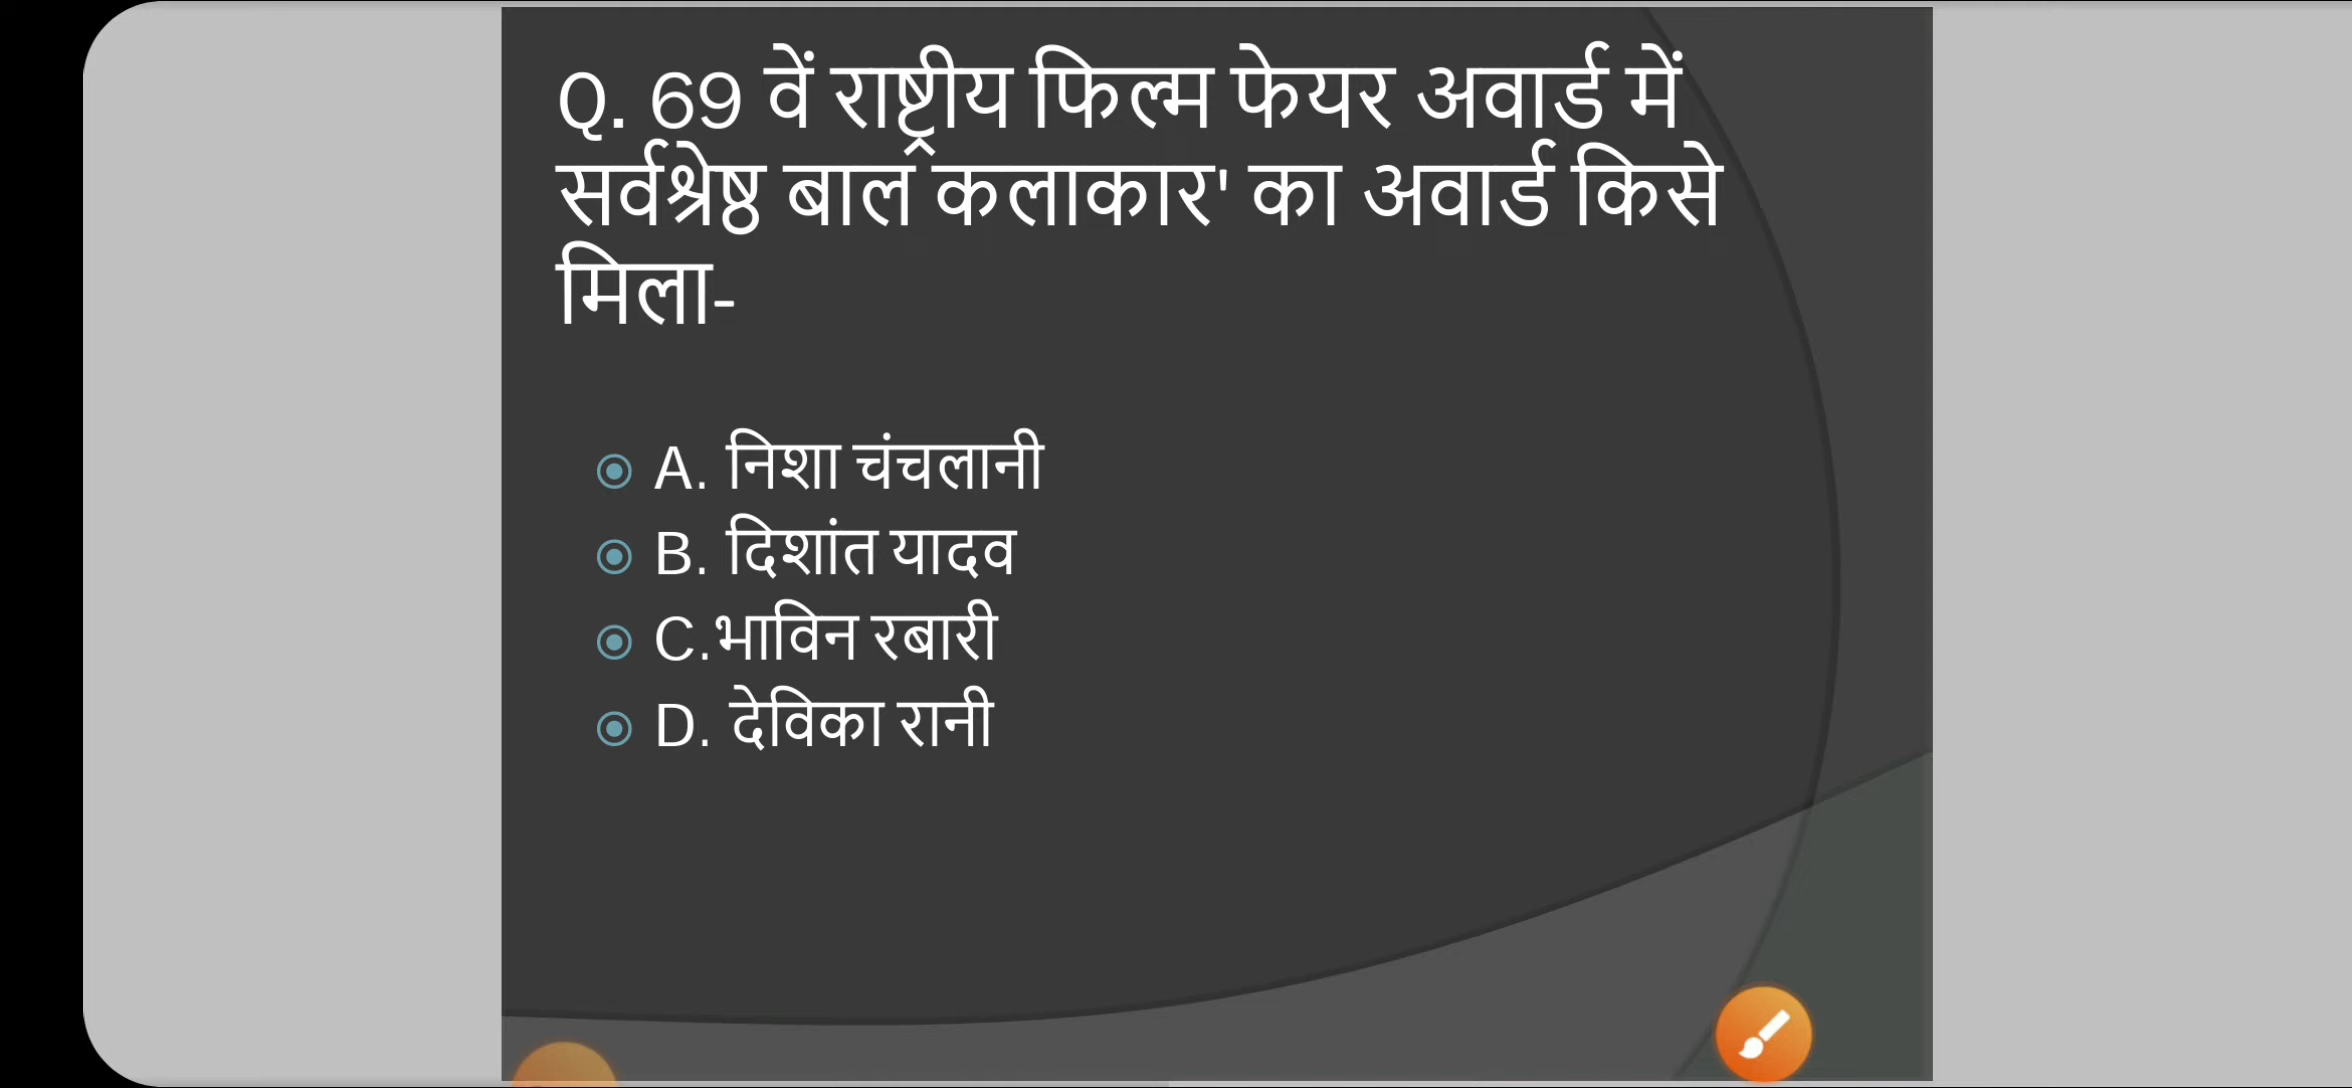 Q. 69 वें राष्ट्रीय फिल्म फेयर अवार्ड में
सर्वश्रेष्ठ बाल कलाकार' का अवार्ड किसे
मिला-
A. निशा चंचलानी
B. दिशांत यादव
C.भाविन रबारी
D. देविका रानी